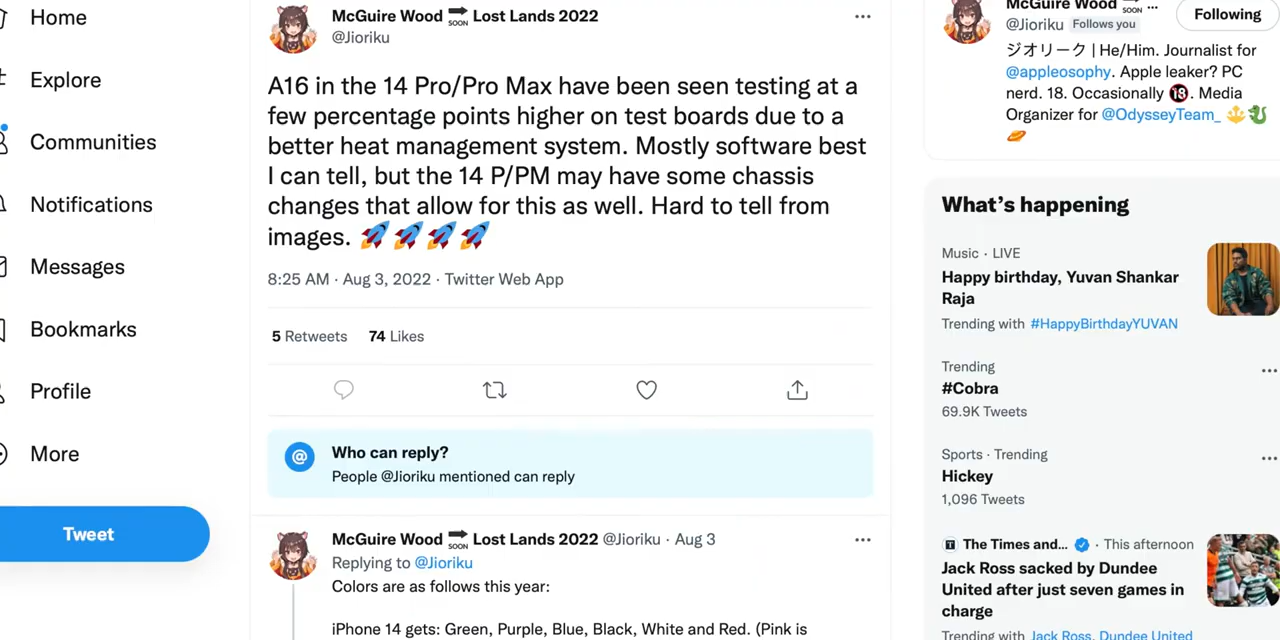 Home
Explore
Communities
Notifications
Messages
Bookmarks
Profile
More
Tweet
McGuire Wood SOON Lost Lands 2022
@Jioriku
A16 in the 14 Pro/Pro Max have been seen testing at a
few percentage points higher on test boards due to a
better heat management system. Mostly software best
I can tell, but the 14 P/PM may have some chassis
changes that allow for this as well. Hard to tell from
images. 🚀🚀🚀🚀
8:25 AM · Aug 3, 2022 · Twitter Web App
5 Retweets 74 Likes
Who can reply?
People @Jioriku mentioned can reply
McGuire Wood SOON Lost Lands 2022 @Jioriku · Aug 3
Replying to @Jioriku
Colors are as follows this year:
iPhone 14 gets: Green, Purple, Blue, Black, White and Red. (Pink is
McGuire Wood SOON ...
@Jioriku Follows you
Following
ジオリーク | He/Him. Journalist for
@appleosophy. Apple leaker? PC
nerd. 18. Occasionally 🔞. Media
Organizer for @OdysseyTeam_
What's happening
Music · LIVE
Happy birthday, Yuvan Shankar
Raja
Trending with #HappyBirthdayYUVAN
Trending
#Cobra
69.9K Tweets
Sports · Trending
Hickey
1,096 Tweets
The Times and... · This afternoon
Jack Ross sacked by Dundee
United after just seven games in
charge
Trending with Jack Ross, Dundee United